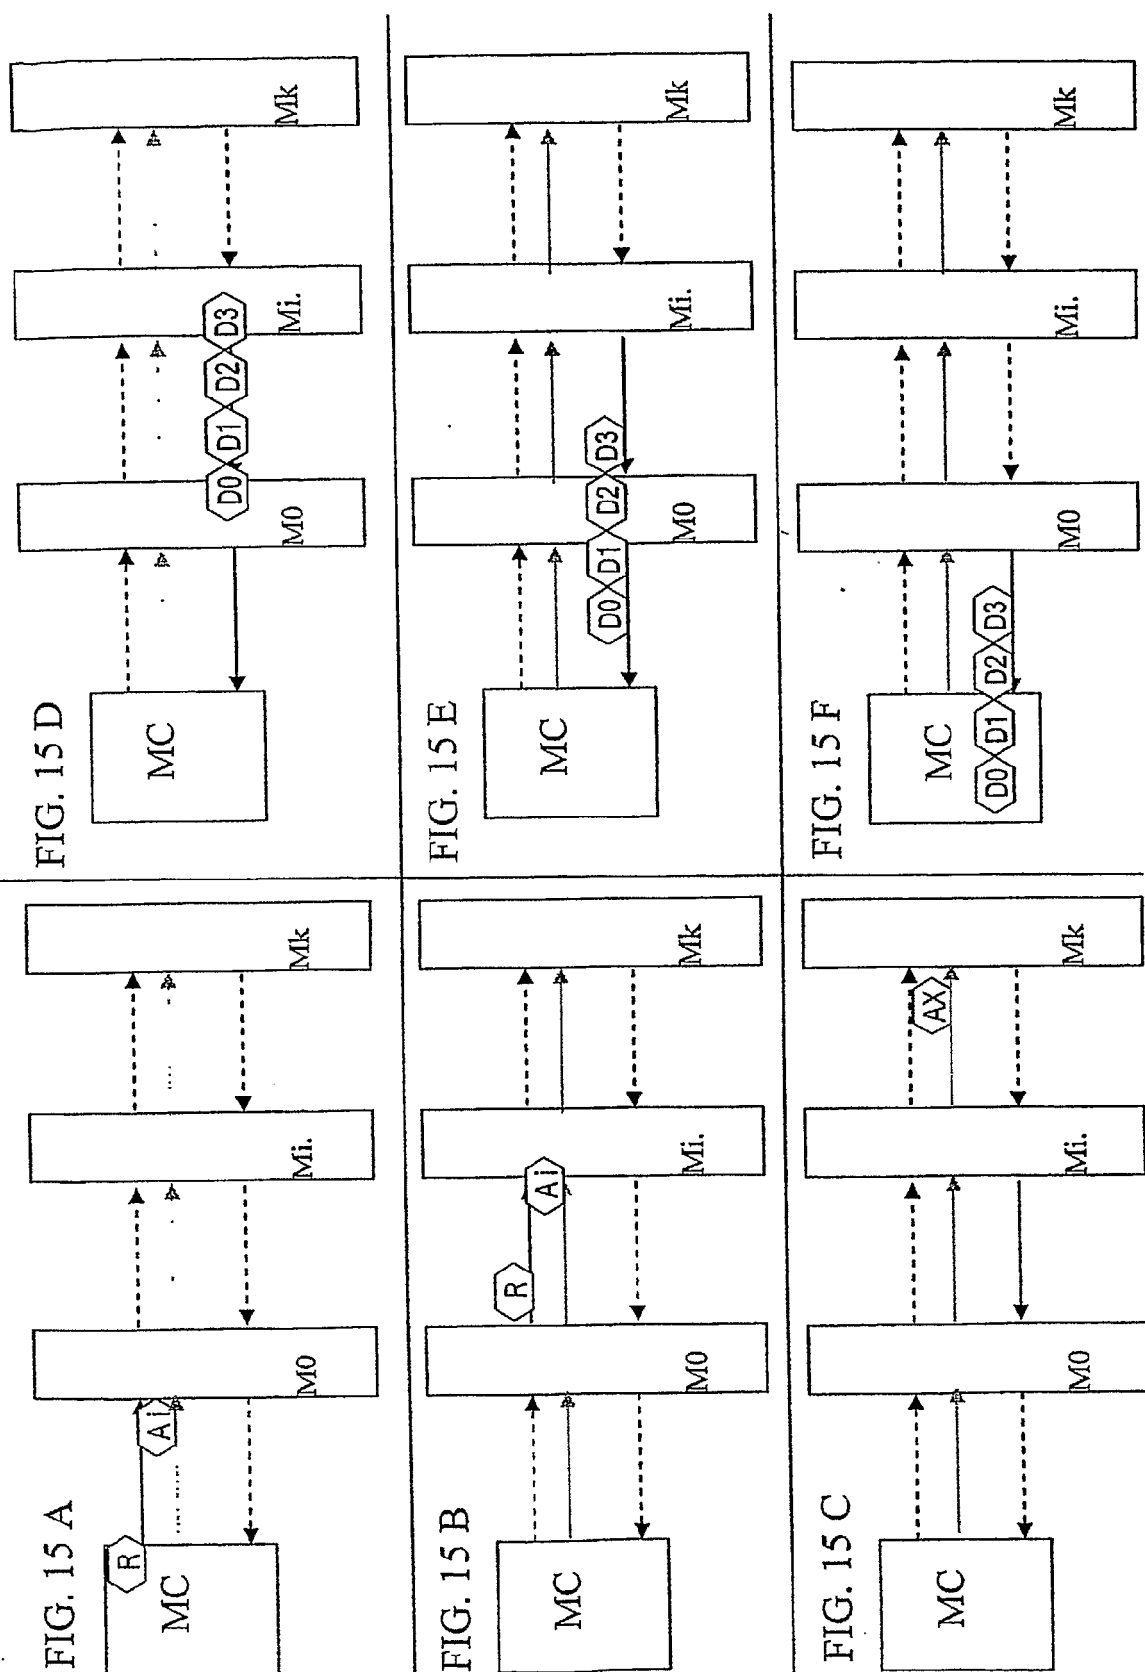 FIG. 15 A
MC
R
Ai
M0
Mi.
Mk
FIG. 15 B
MC
R
Ai
M0
Mi.
Mk
FIG. 15 C
MC
AX
M0
Mi.
Mk
FIG. 15 D
MC
D0 D1 D2 D3
M0
Mi.
Mk
FIG. 15 E
MC
D0 D1 D2 D3
M0
Mi.
Mk
FIG. 15 F
MC
D0 D1 D2 D3
M0
Mi.
Mk